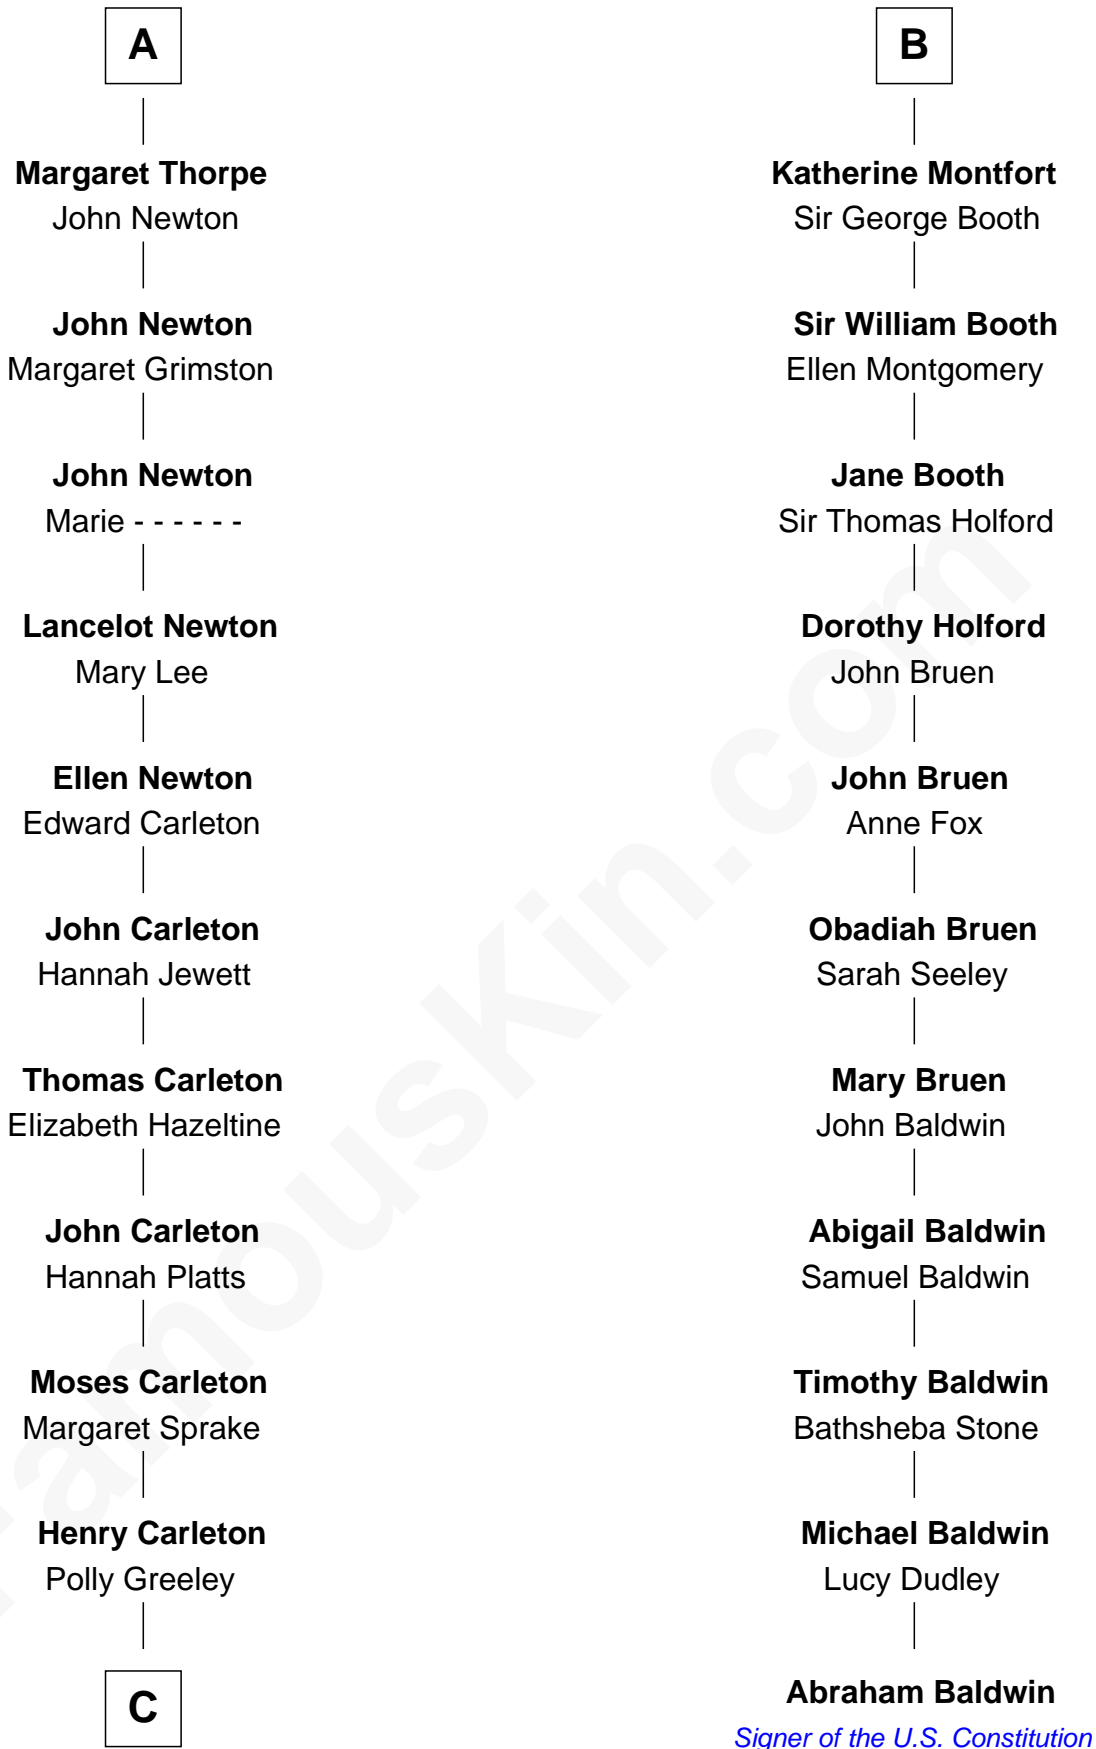 A
Margaret Thorpe
John Newton
John Newton
Margaret Grimston
John Newton
Marie - - - - - -
Lancelot Newton
Mary Lee
Ellen Newton
Edward Carleton
John Carleton
Hannah Jewett
Thomas Carleton
Elizabeth Hazeltine
John Carleton
Hannah Platts
Moses Carleton
Margaret Sprake
Henry Carleton
Polly Greeley
C
B
Katherine Montfort
Sir George Booth
Sir William Booth
Ellen Montgomery
Jane Booth
Sir Thomas Holford
Dorothy Holford
John Bruen
John Bruen
Anne Fox
Obadiah Bruen
Sarah Seeley
Mary Bruen
John Baldwin
Abigail Baldwin
Samuel Baldwin
Timothy Baldwin
Bathsheba Stone
Michael Baldwin
Lucy Dudley
Abraham Baldwin
Signer of the U.S. Constitution
FamousKin.com